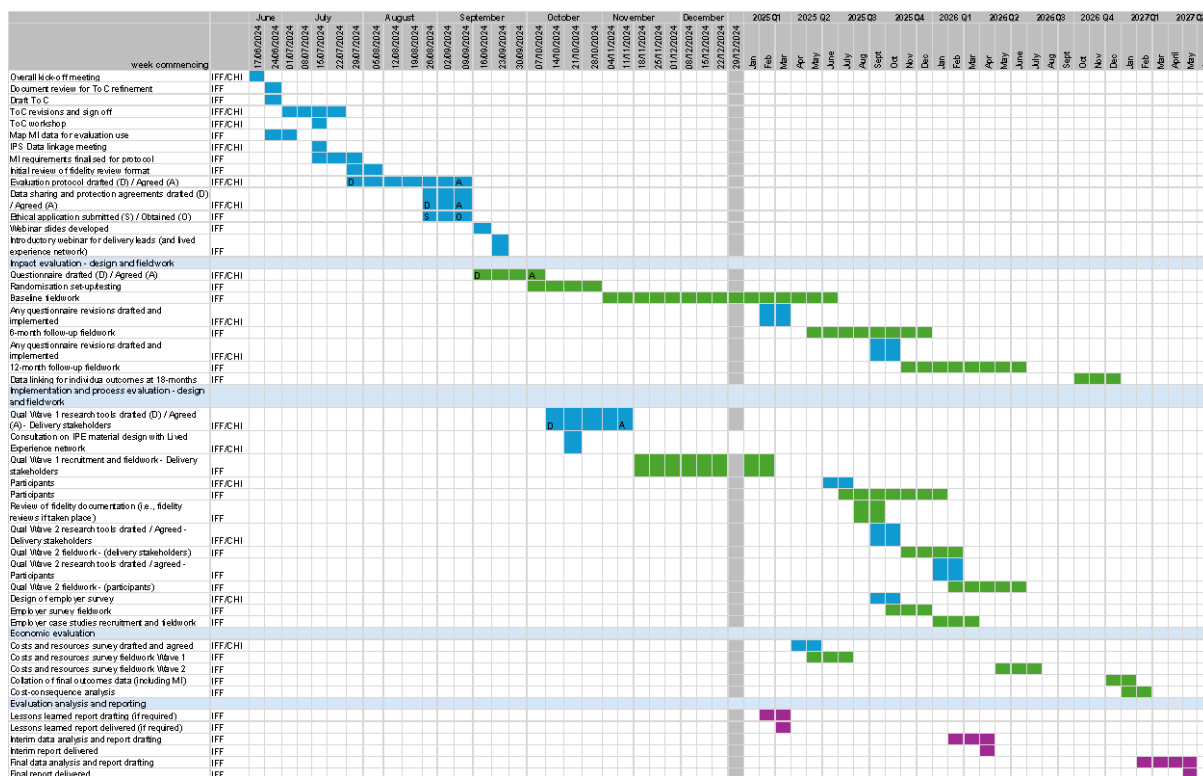 June July August September October November December 2025 Q1 2025 Q2 2025 Q3 2025 Q4 2026 Q1 2026 Q2 2026 Q3 2026 Q4 2027 Q1
week commencing 17/06/2024 24/06/2024 01/07/2024 08/07/2024 15/07/2024 22/07/2024 29/07/2024 05/08/2024 12/08/2024 19/08/2024 26/08/2024 02/09/2024 09/09/2024 16/09/2024 23/09/2024 30/09/2024 07/10/2024 14/10/2024 21/10/2024 28/10/2024 04/11/2024 11/11/2024 18/11/2024 25/11/2024 01/12/2024 08/12/2024 15/12/2024 22/12/2024 29/12/2024 Jan Feb Mar Apr May June July Aug Sept Oct Nov Dec Jan Feb Mar Apr May June July Aug Sept Oct Nov Dec Jan Feb Mar April May
Overall kick-off meeting IFF/CHI
Document review for ToC refinement IFF
Draft ToC IFF
ToC revisions and sign off IFF/CHI
ToC workshop IFF/CHI
Map MI data for evaluation use IFF
IPS Data linkage meeting IFF/CHI
MI requirements finalised for protocol IFF
Initial review of fidelity review format IFF
Evaluation protocol drafted (D) / Agreed (A) IFF/CHI D A
Data sharing and protection agreements drafted (D)
/ Agreed (A) IFF/CHI D A
Ethical application submitted (S) / Obtained (O) IFF S O
Webinar slides developed IFF
Introductory webinar for delivery leads (and lived
experience network) IFF
Impact evaluation - design and fieldwork
Questionnaire drafted (D) / Agreed (A) IFF/CHI D A
Randomisation set-up/testing IFF
Baseline fieldwork IFF
Any questionnaire revisions drafted and
implemented IFF/CHI
6-month follow-up fieldwork IFF
Any questionnaire revisions drafted and
implemented IFF/CHI
12-month follow-up fieldwork IFF
Data linking for individual outcomes at 18-months IFF
Implementation and process evaluation - design
and fieldwork
Qual Wave 1 research tools drafted (D) / Agreed
(A) - Delivery stakeholders IFF/CHI D A
Consultation on IPE material design with Lived
Experience network IFF/CHI
Qual Wave 1 recruitment and fieldwork - Delivery
stakeholders IFF
Participants IFF/CHI
Participants IFF
Review of fidelity documentation (i.e., fidelity
reviews if taken place) IFF
Qual Wave 2 research tools drafted / Agreed -
Delivery stakeholders IFF/CHI
Qual Wave 2 fieldwork - (delivery stakeholders) IFF
Qual Wave 2 research tools drafted / agreed -
Participants IFF
Qual Wave 2 fieldwork - (participants) IFF
Design of employer survey IFF/CHI
Employer survey fieldwork IFF
Employer case studies recruitment and fieldwork IFF
Economic evaluation
Costs and resources survey drafted and agreed IFF/CHI
Costs and resources survey fieldwork Wave 1 IFF
Costs and resources survey fieldwork Wave 2 IFF
Collation of final outcomes data (including MI) IFF
Cost-consequence analysis IFF
Evaluation analysis and reporting
Lessons learned report drafting (if required) IFF
Lessons learned report delivered (if required) IFF
Interim data analysis and report drafting IFF
Interim report delivered IFF
Final data analysis and report drafting IFF
Final report delivered IFF